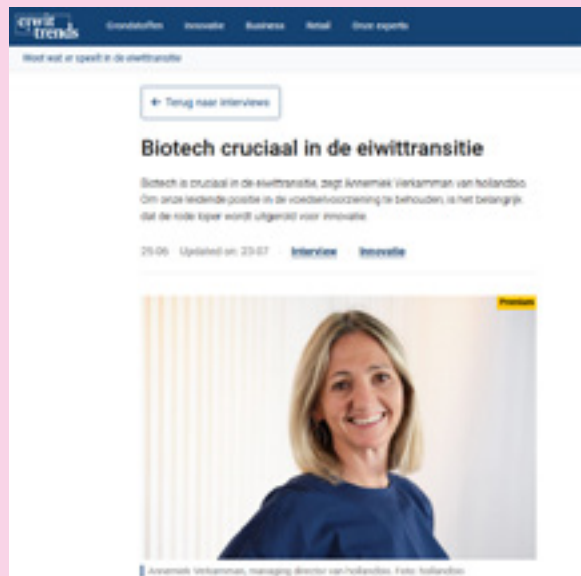 eiwit
trends
Grondstoffen Innovatie Business Retail Onze experts
Weet wat er speelt in de eiwittransitie
← Terug naar interviews
Biotech cruciaal in de eiwittransitie
Biotech is cruciaal in de eiwittransitie, zegt Annemiek Verkamman van hollandbio.
Om onze leidende positie in de voedselvoorziening te behouden, is het belangrijk
dat de rode loper wordt uitgerold voor innovatie.
25-06 Updated on: 23-07 Interview Innovatie
Premium
Annemiek Verkamman, managing director van hollandbio. Foto: hollandbio